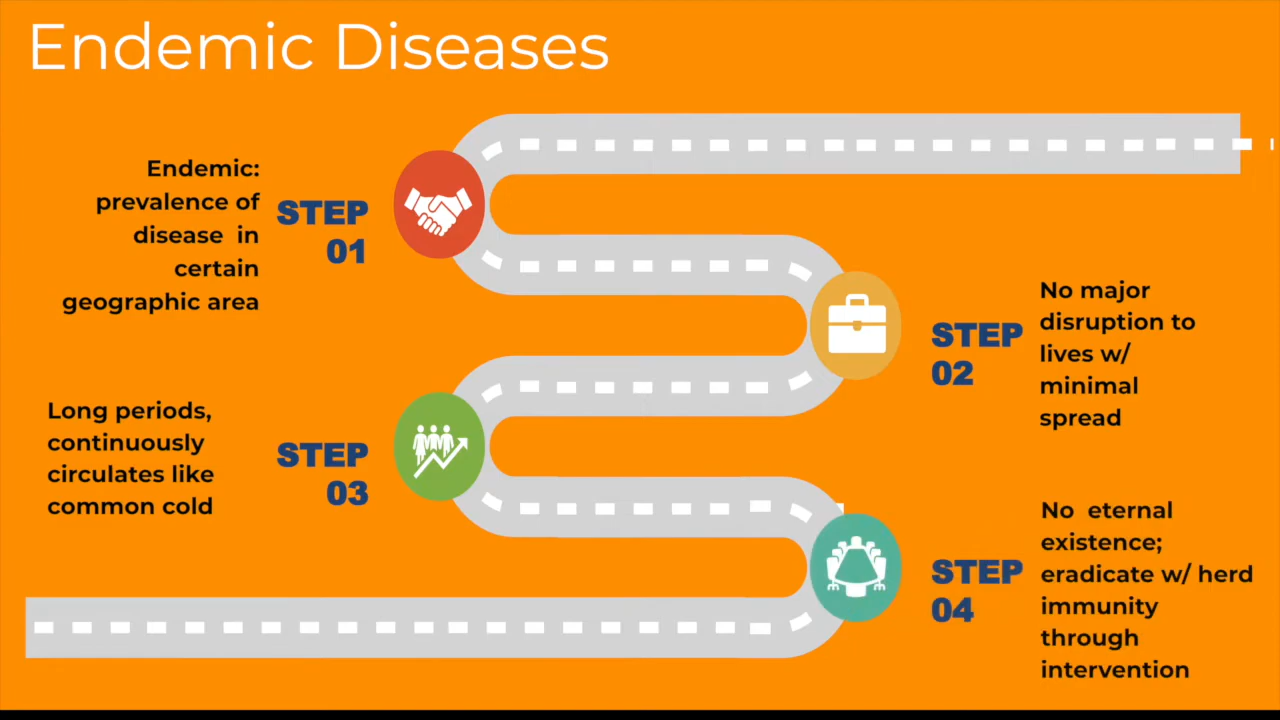 Endemic Diseases
Endemic:
prevalence of
disease in
certain
geographic area
STEP
01
No major
disruption to
lives w/
minimal
spread
STEP
02
Long periods,
continuously
circulates like
common cold
STEP
03
No eternal
existence;
eradicate w/ herd
immunity
through
intervention
STEP
04